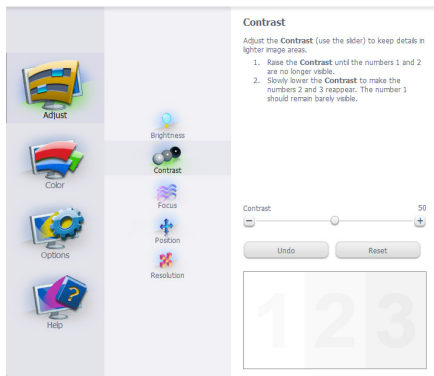 Contrast
Adjust the Contrast (use the slider) to keep details in
lighter image areas.
1. Raise the Contrast until the numbers 1 and 2
are no longer visible.
2. Slowly lower the Contrast to make the
numbers 2 and 3 reappear. The number 1
should remain barely visible.
Adjust
Color
Options
Help
Brightness
Contrast
Focus
Position
Resolution
Contrast 50
Undo Reset
1 2 3